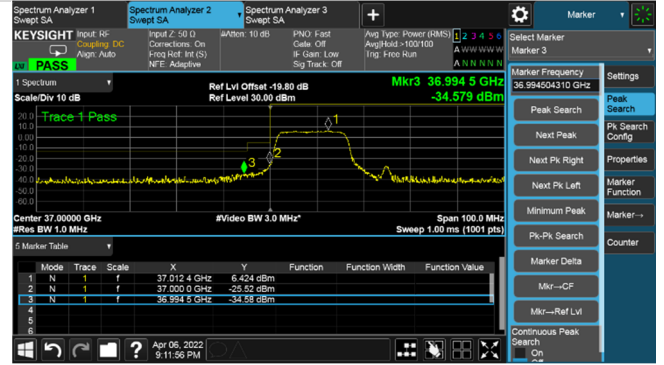 Spectrum Analyzer 1
Swept SA
Spectrum Analyzer 2
Swept SA
Spectrum Analyzer 3
Swept SA
+
Marker
KEYSIGHT
Input: RF
Coupling: DC
Align: Auto
Input Z: 50 Ω
Corrections: On
Freq Ref: Int (S)
NFE: Adaptive
#Atten: 10 dB
PNO: Fast
Gate: Off
IF Gain: Low
Sig Track: Off
Avg Type: Power (RMS)
Avg|Hold:>100/100
Trig: Free Run
1 2 3 4 5 6
A W W W W W
A N N N N N
PASS
Select Marker
Marker 3
Marker Frequency
36.994504310 GHz
Settings
Peak Search
Peak
Search
Next Peak
Pk Search
Config
Next Pk Right
Properties
Next Pk Left
Marker
Function
Minimum Peak
Marker→
Pk-Pk Search
Counter
Marker Delta
Mkr→CF
Mkr→Ref Lvl
Continuous Peak
Search
On
1 Spectrum
Scale/Div 10 dB
Ref Lvl Offset -19.80 dB
Ref Level 30.00 dBm
Mkr3 36.994 5 GHz
-34.579 dBm
Trace 1 Pass
20.0
10.0
0.00
-10.0
-20.0
-30.0
-40.0
-50.0
-60.0
1
2
3
Center 37.00000 GHz
#Res BW 1.0 MHz
#Video BW 3.0 MHz*
Span 100.0 MHz
Sweep 1.00 ms (1001 pts)
5 Marker Table
Mode Trace Scale X Y Function Function Width Function Value
1 N 1 f 37.012 4 GHz 6.424 dBm
2 N 1 f 37.000 0 GHz -25.52 dBm
3 N 1 f 36.994 5 GHz -34.58 dBm
4
5
6
?
Apr 06, 2022
9:11:56 PM